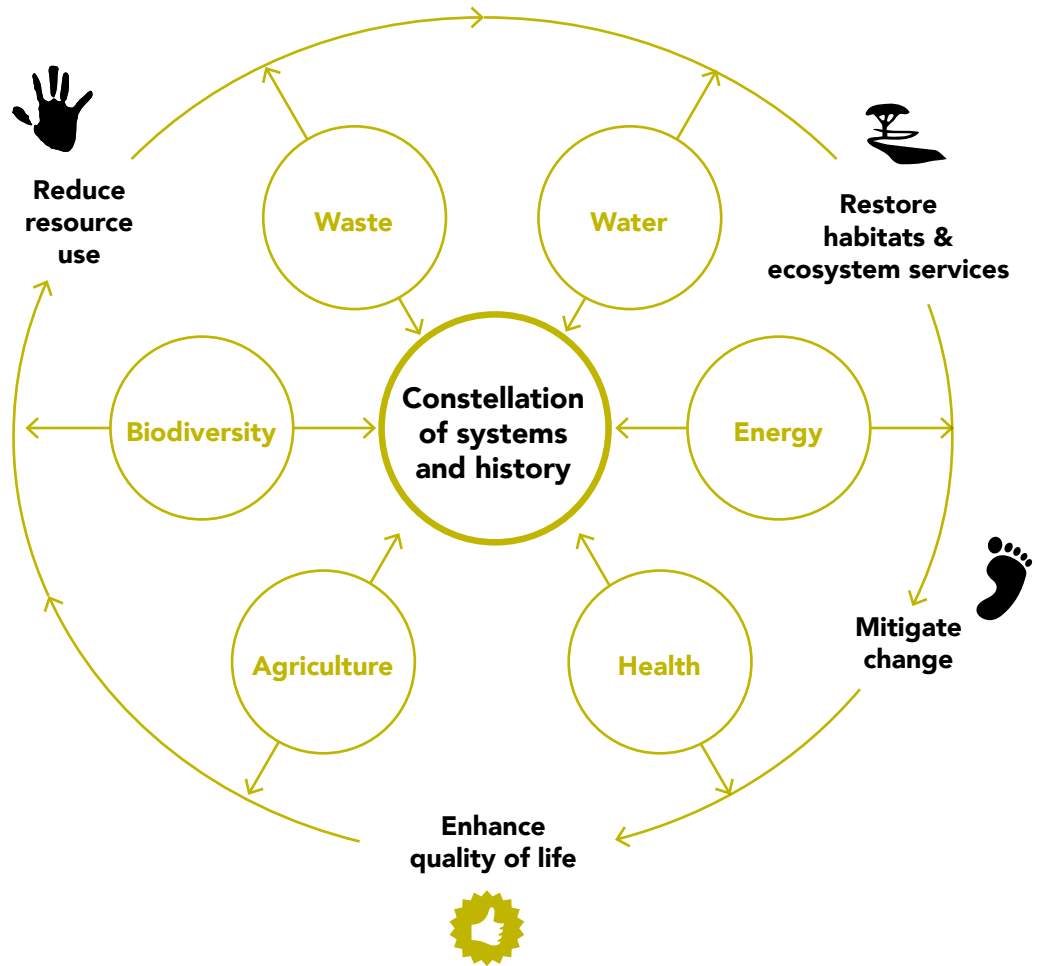 Reduce
resource
use
Waste
Water
Restore
habitats &
ecosystem services
Biodiversity
Constellation
of systems
and history
Energy
Agriculture
Health
Mitigate
change
Enhance
quality of life